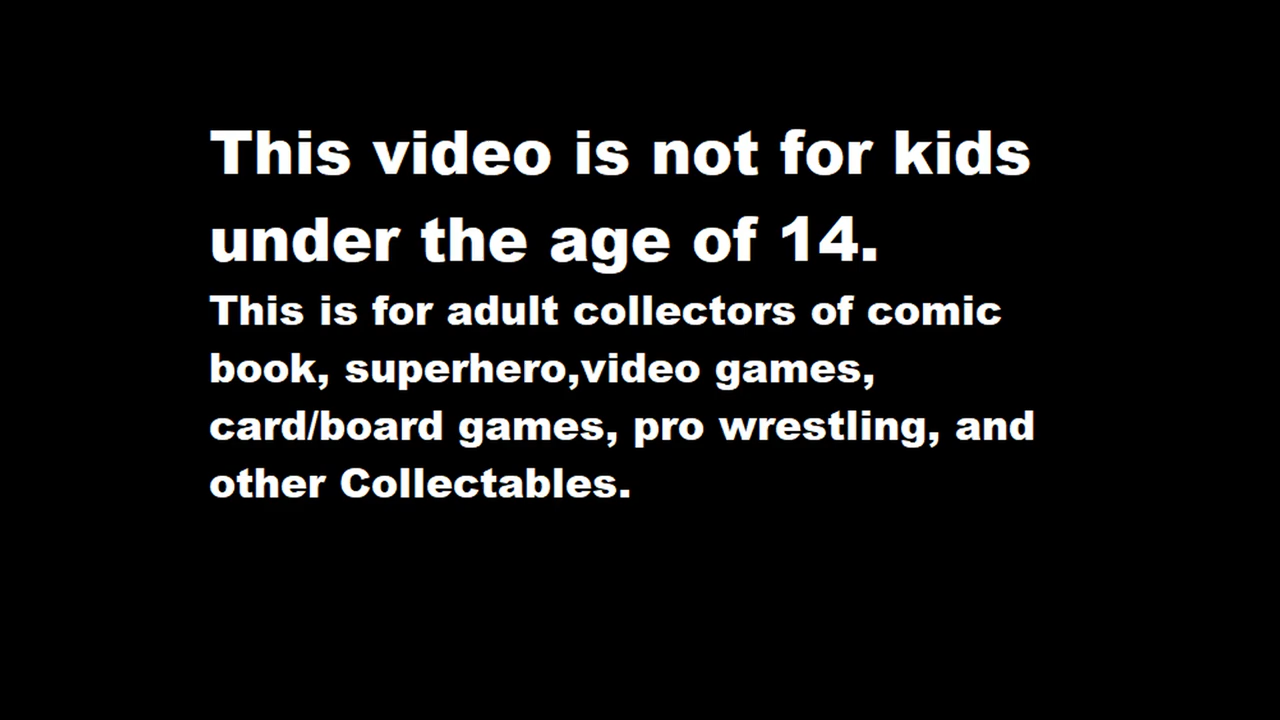 This video is not for kids
under the age of 14.
This is for adult collectors of comic
book, superhero,video games,
card/board games, pro wrestling, and
other Collectables.